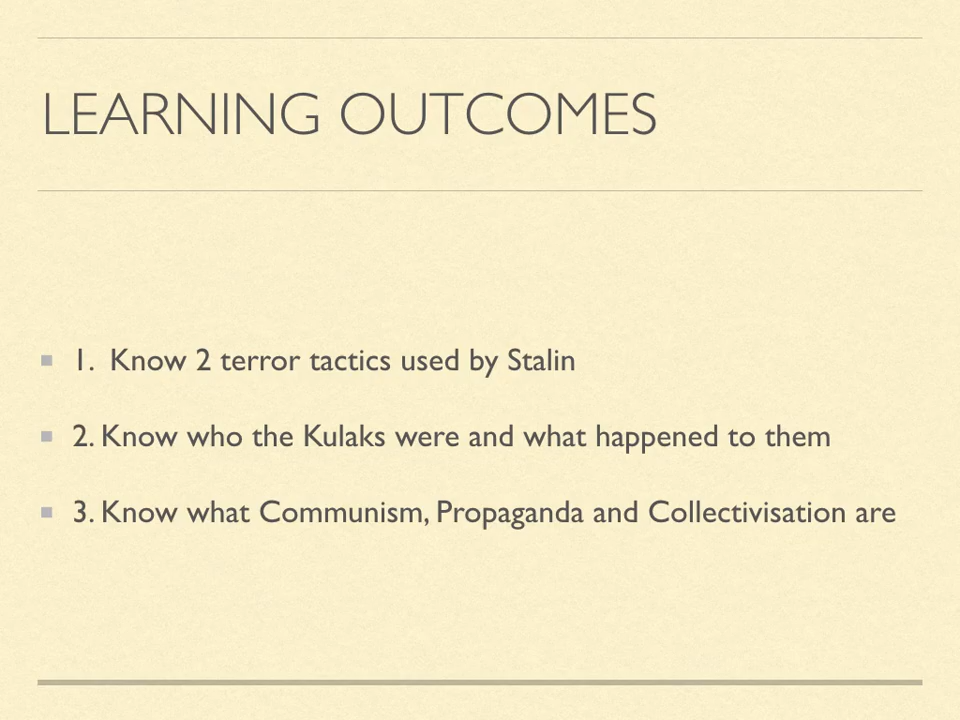 LEARNING OUTCOMES
1. Know 2 terror tactics used by Stalin
2. Know who the Kulaks were and what happened to them
3. Know what Communism, Propaganda and Collectivisation are